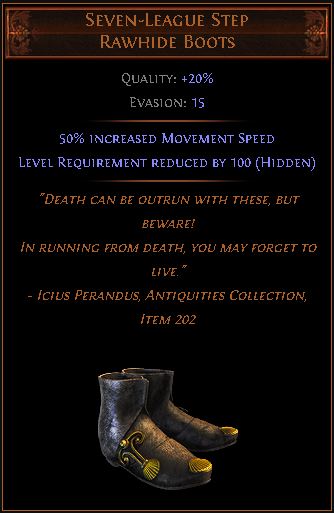 Seven-League Step
Rawhide Boots
Quality: +20%
Evasion: 15
50% increased Movement Speed
Level Requirement reduced by 100 (Hidden)
"Death can be outrun with these, but
beware!
In running from death, you may forget to
live."
- Icius Perandus, Antiquities Collection,
Item 202